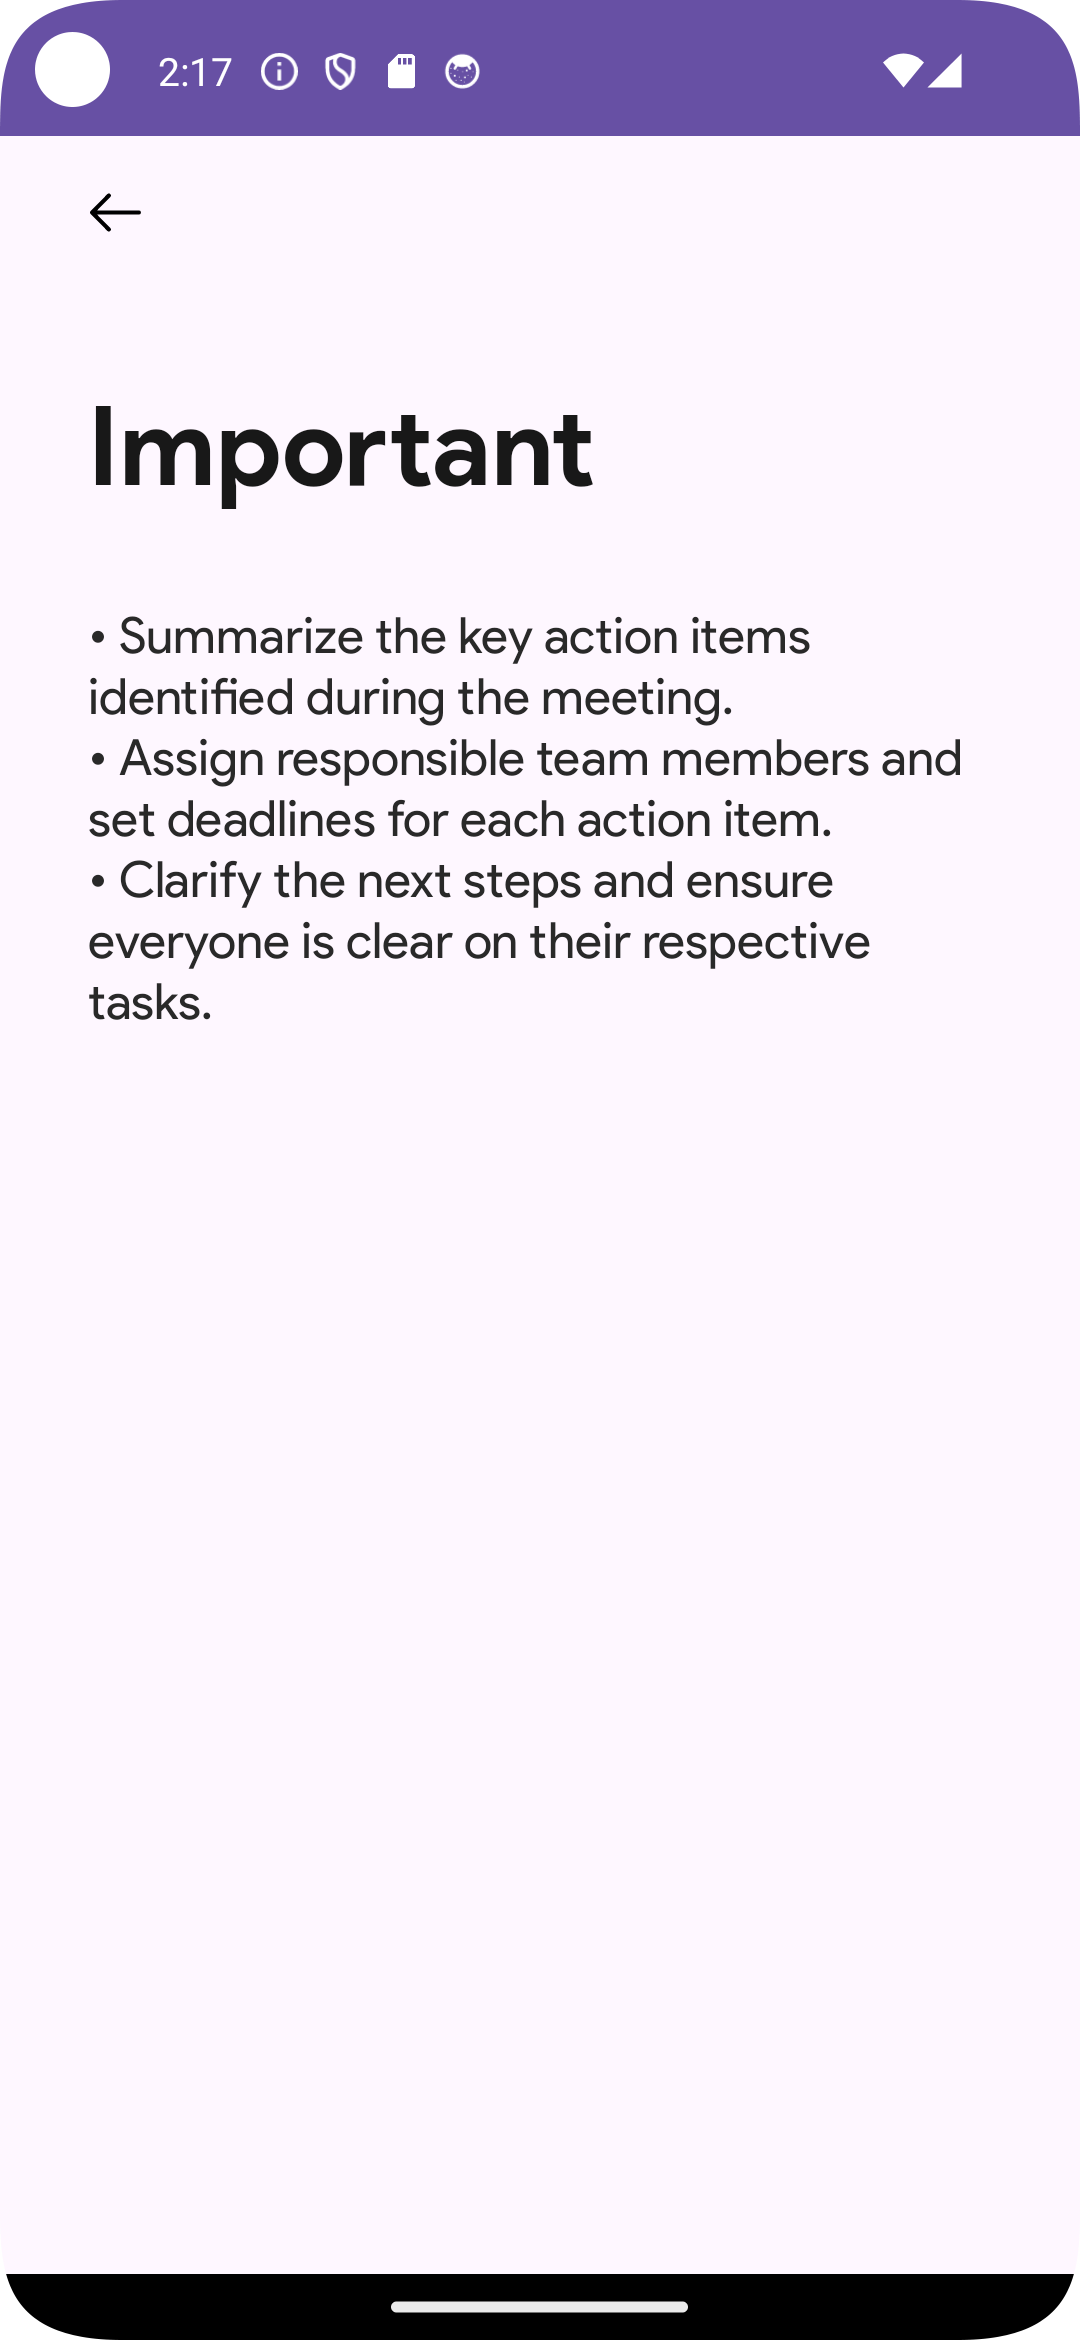 2:17
Important
• Summarize the key action items
identified during the meeting.
• Assign responsible team members and
set deadlines for each action item.
• Clarify the next steps and ensure
everyone is clear on their respective
tasks.